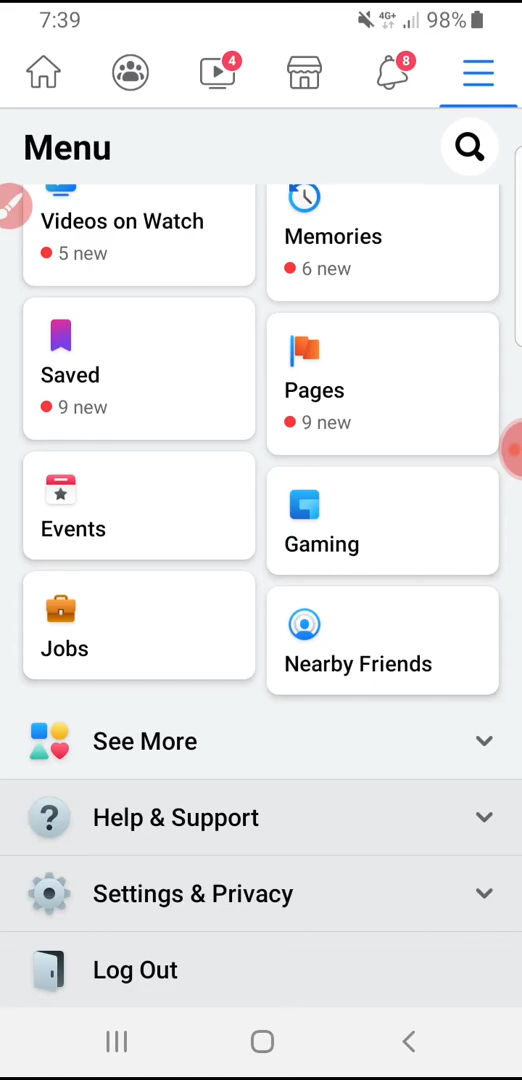 7:39
4G+
98%
4
8
Menu
Videos on Watch
5 new
Memories
6 new
Saved
9 new
Pages
9 new
Events
Gaming
Jobs
Nearby Friends
See More
?
Help & Support
Settings & Privacy
Log Out